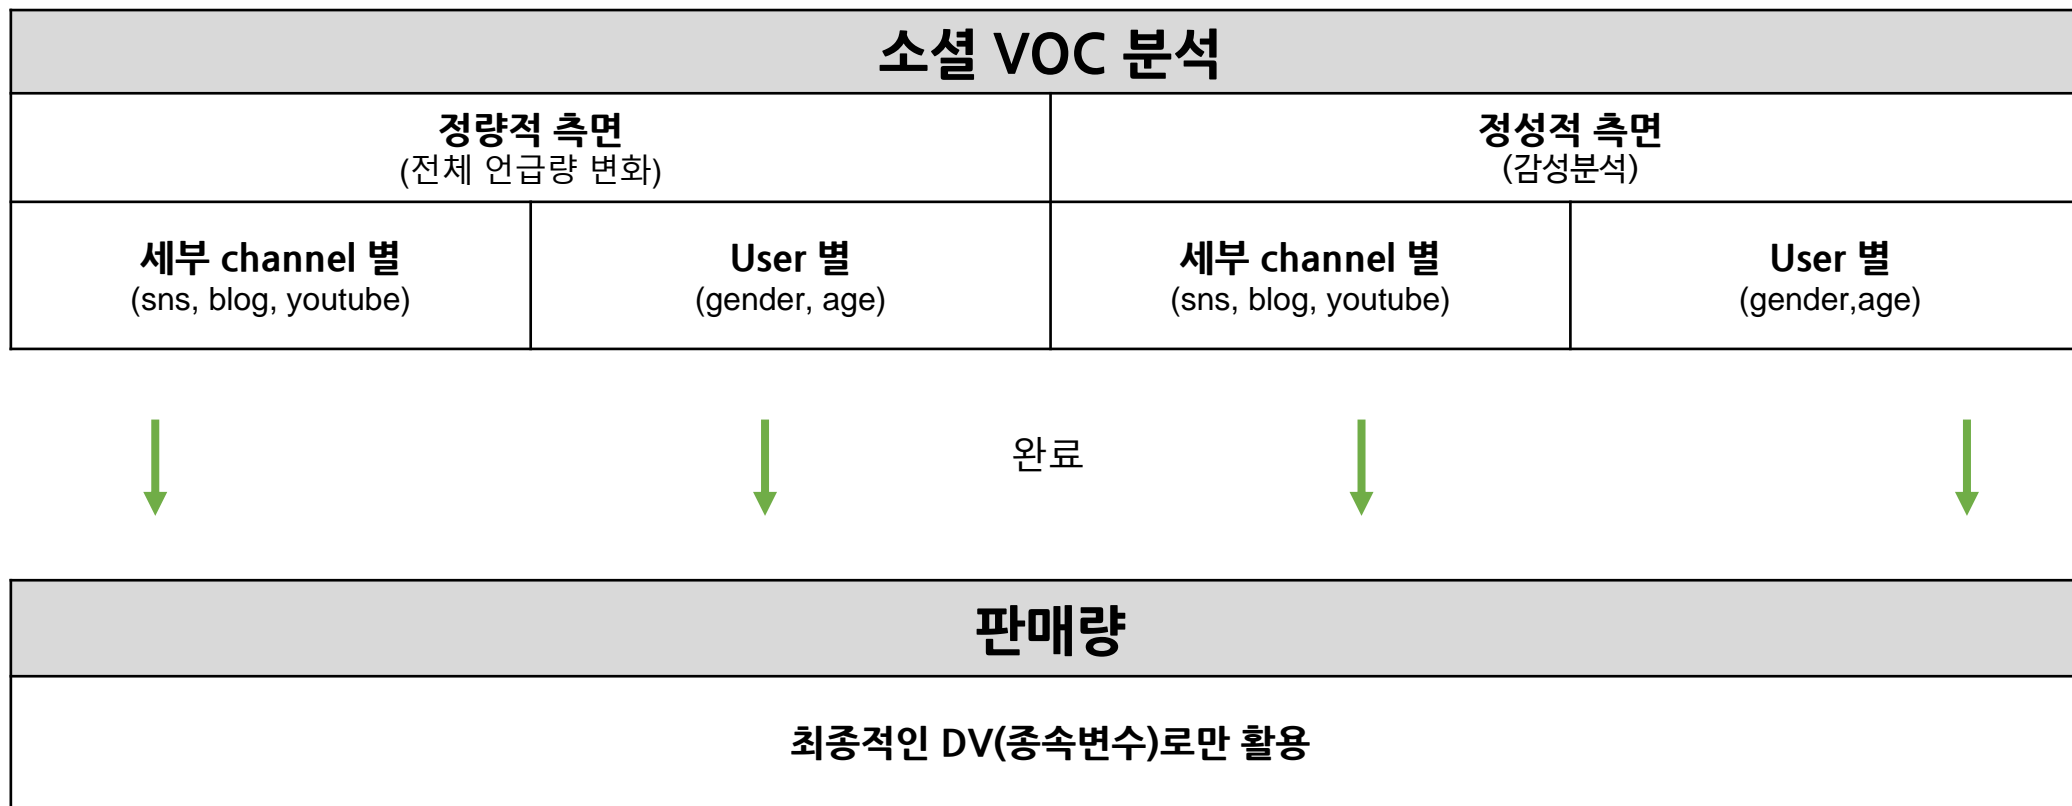 소셜 VOC 분석
정량적 측면
(전체 언급량 변화)
정성적 측면
(감성분석)
세부 channel 별
(sns, blog, youtube)
User 별
(gender, age)
세부 channel 별
(sns, blog, youtube)
User 별
(gender,age)
완료
판매량
최종적인 DV(종속변수)로만 활용